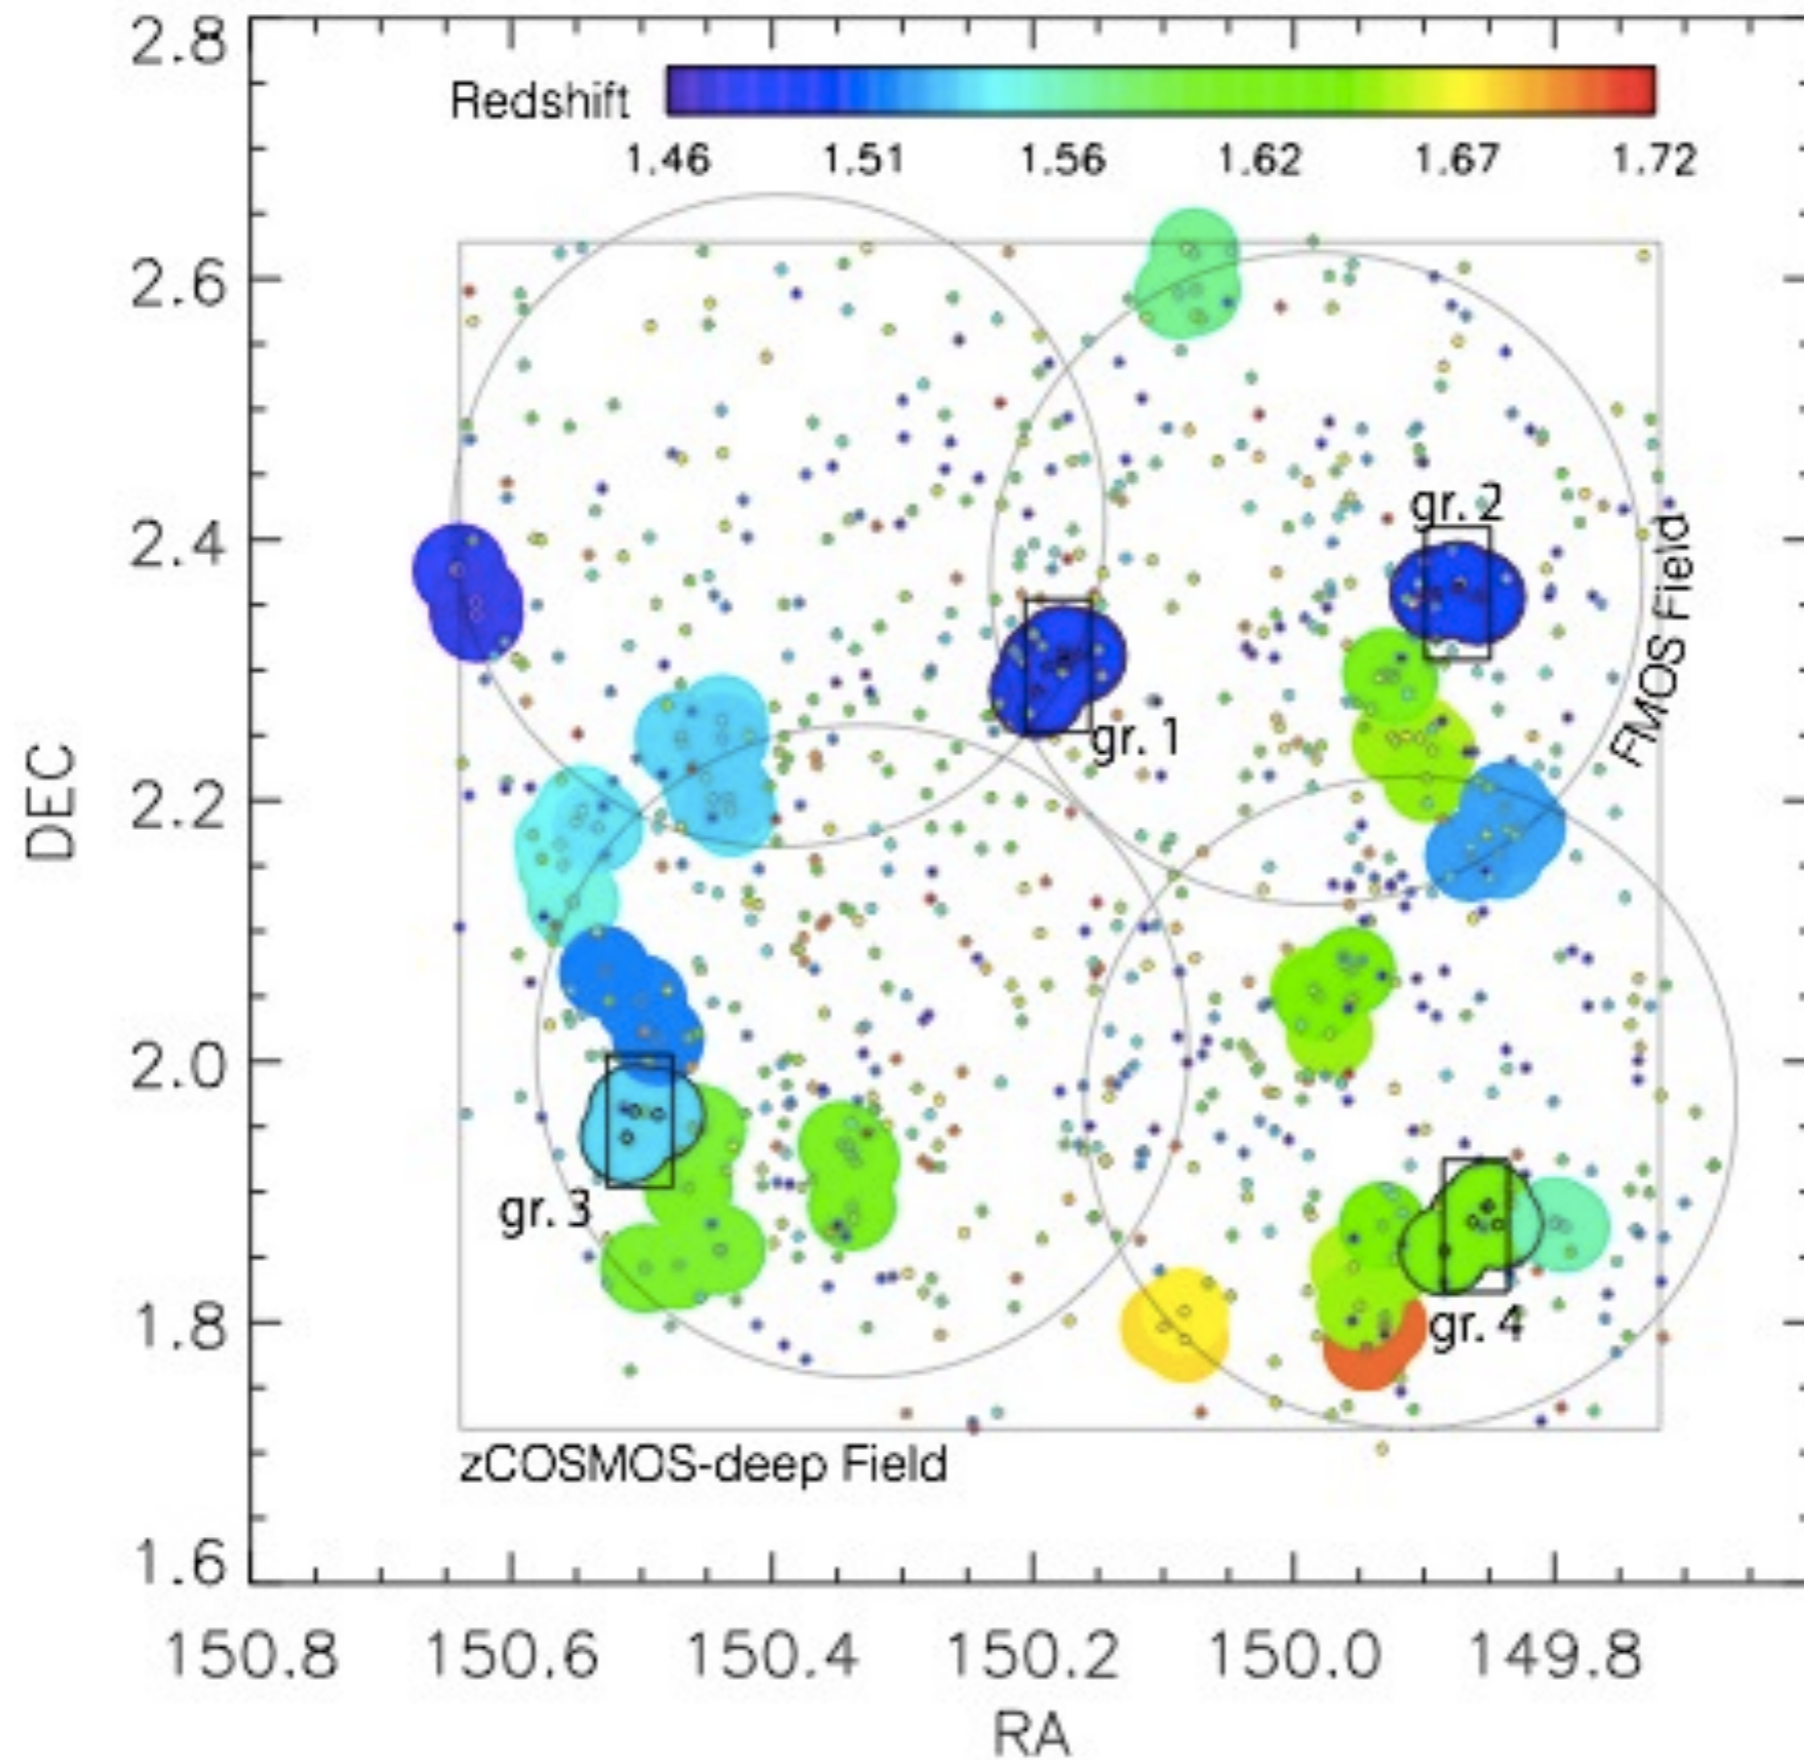 2.8
Redshift
1.46 1.51 1.56 1.62 1.67 1.72
2.6
gr. 2
2.4
FMOS Field
gr. 1
DEC
2.2
2.0
gr. 3
1.8
gr. 4
zCOSMOS-deep Field
1.6
150.8 150.6 150.4 150.2 150.0 149.8
RA